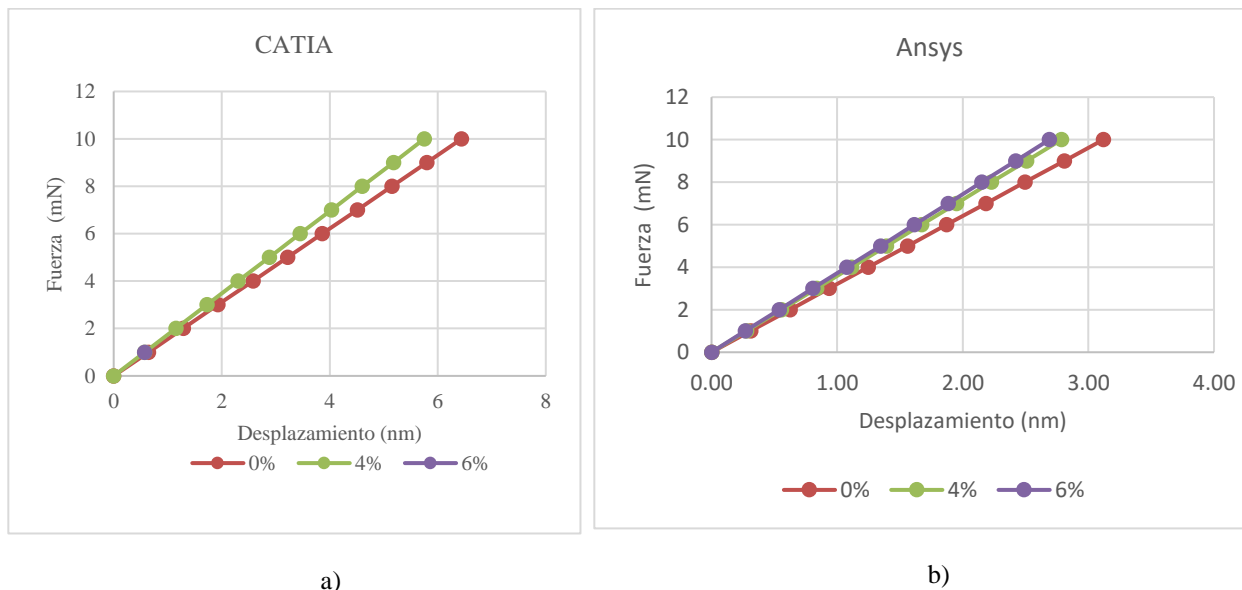 CATIA
Fuerza (mN)
12
10
8
6
4
2
0
0 2 4 6 8
Desplazamiento (nm)
0% 4% 6%
a)
Ansys
Fuerza (mN)
12
10
8
6
4
2
0
0.00 1.00 2.00 3.00 4.00
Desplazamiento (nm)
0% 4% 6%
b)